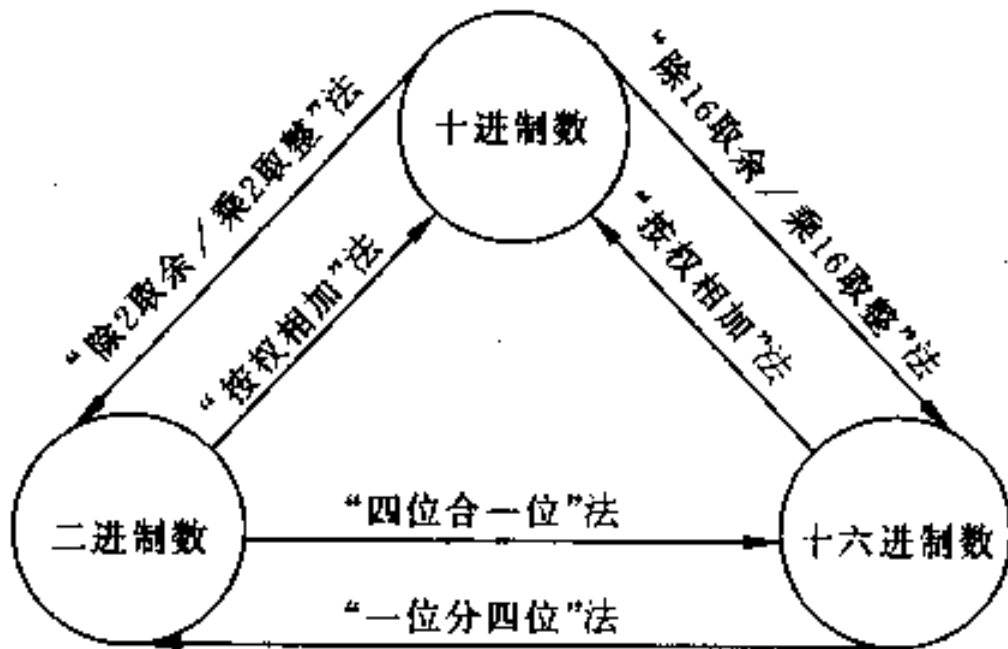 十进制数
“除2取余/乘2取整”法
“按权相加”法
“除16取余/乘16取整”法
“按权相加”法
二进制数
“四位合一位”法
十六进制数
“一位分四位”法